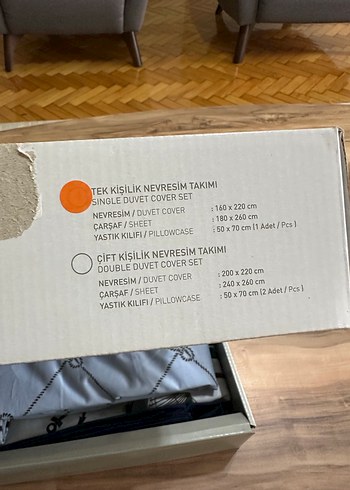 TEK KİŞİLİK NEVRESİM TAKIMI
SINGLE DUVET COVER SET
NEVRESİM / DUVET COVER : 160 x 220 cm
ÇARŞAF / SHEET : 180 x 260 cm
YASTIK KILIFI / PILLOWCASE : 50 x 70 cm (1 Adet / Pcs )
ÇİFT KİŞİLİK NEVRESİM TAKIMI
DOUBLE DUVET COVER SET
NEVRESİM / DUVET COVER : 200 x 220 cm
ÇARŞAF / SHEET : 240 x 260 cm
YASTIK KILIFI / PILLOWCASE : 50 x 70 cm (2 Adet / Pcs )